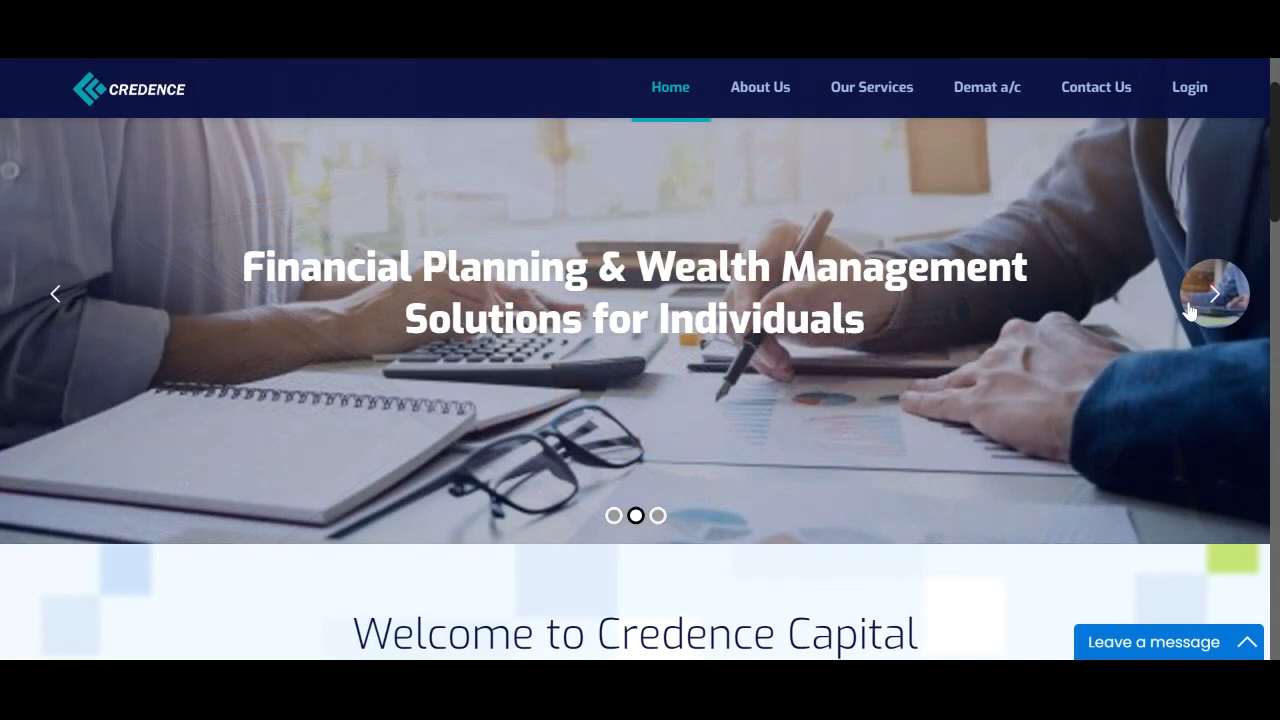 CREDENCE
Home About Us Our Services Demat a/c Contact Us Login
Financial Planning & Wealth Management
Solutions for Individuals
Welcome to Credence Capital
Leave a message